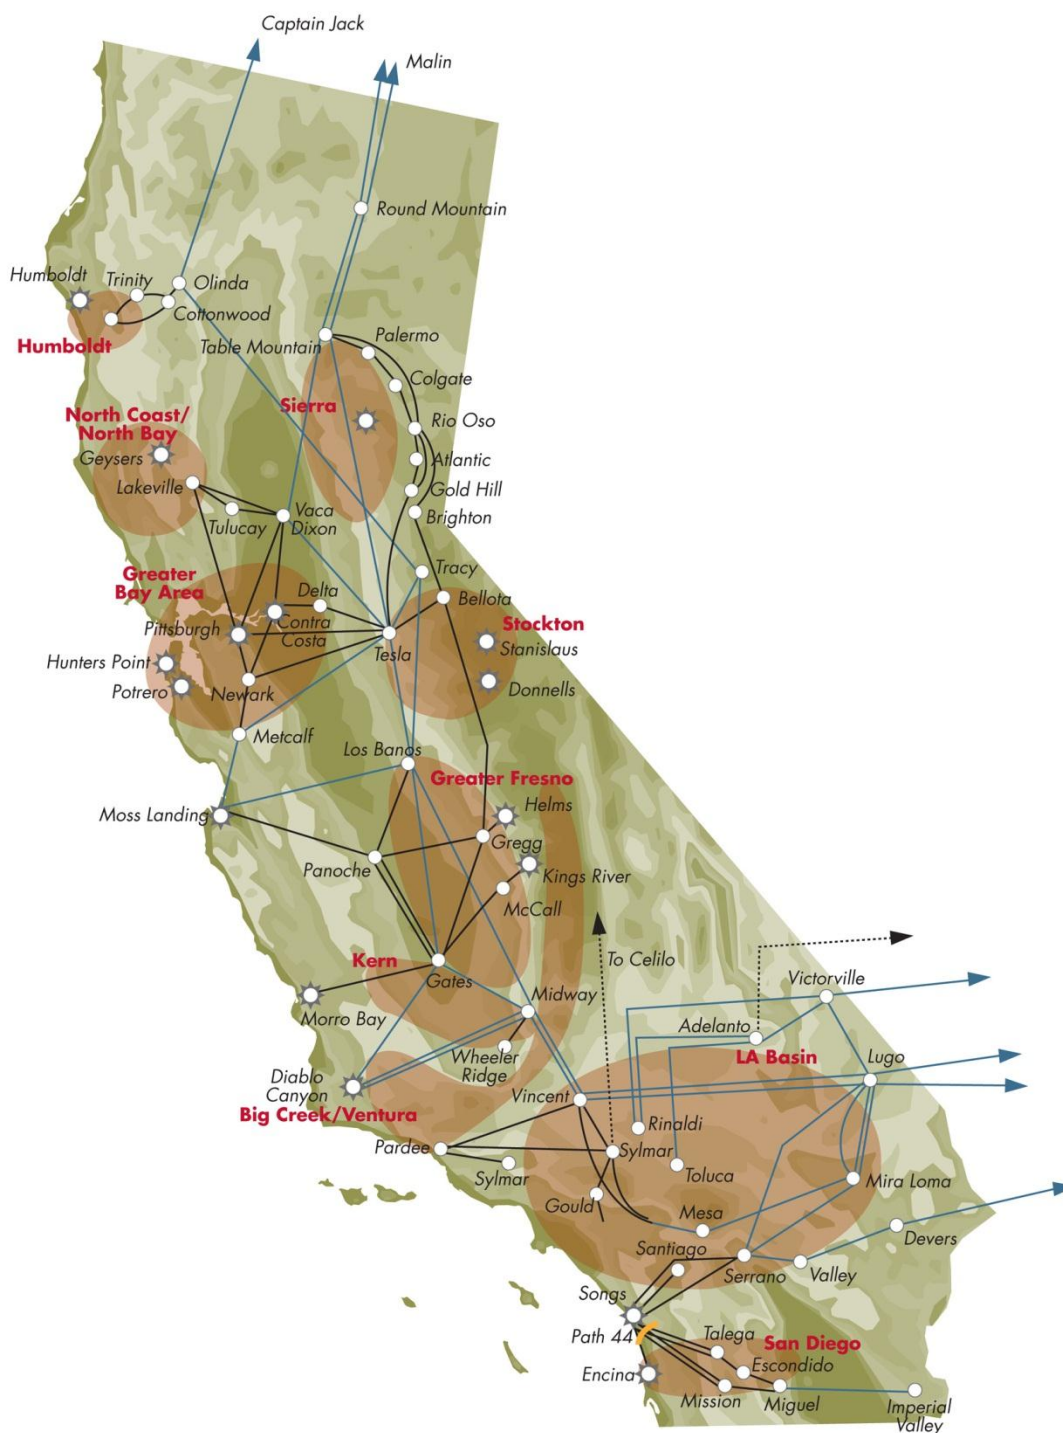 Captain Jack
Malin
Round Mountain
Humboldt
Trinity
Olinda
Cottonwood
Humboldt
Table Mountain
Palermo
Colgate
Sierra
Rio Oso
North Coast/
North Bay
Geysers
Atlantic
Lakeville
Gold Hill
Tulucay
Vaca
Dixon
Brighton
Greater
Bay Area
Tracy
Delta
Bellota
Pittsburgh
Contra
Costa
Stockton
Tesla
Stanislaus
Hunters Point
Potrero
Newark
Donnells
Metcalf
Los Banos
Greater Fresno
Moss Landing
Helms
Gregg
Panoche
Kings River
McCall
Kern
To Celilo
Gates
Victorville
Midway
Morro Bay
Adelanto
Wheeler
Ridge
LA Basin
Lugo
Diablo
Canyon
Vincent
Big Creek/Ventura
Rinaldi
Pardee
Sylmar
Sylmar
Toluca
Mira Loma
Gould
Mesa
Devers
Santiago
Serrano
Valley
Songs
Path 44
Talega
San Diego
Escondido
Encina
Mission
Miguel
Imperial
Valley